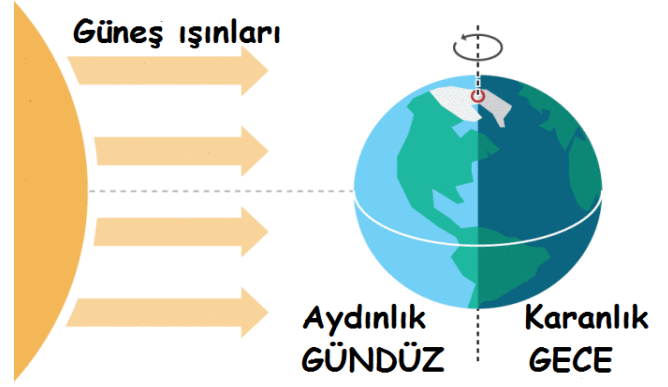 Güneş ışınları
Aydınlık
GÜNDÜZ
Karanlık
GECE